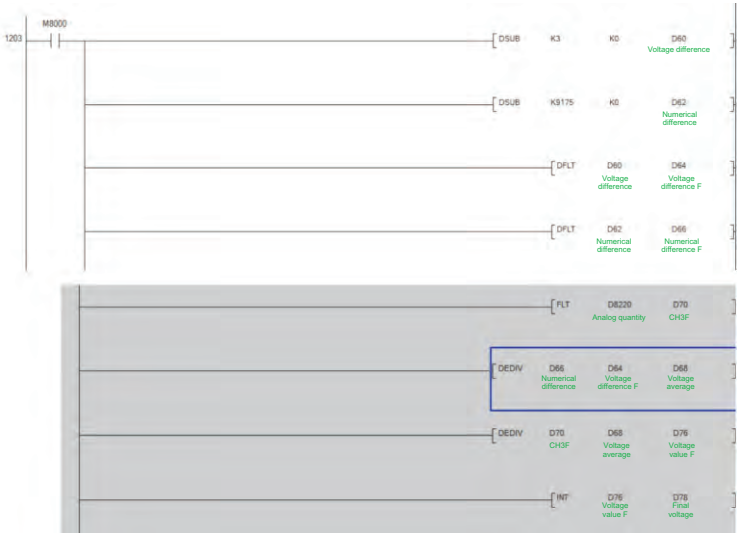 M8000
1203
DSUB K3 K0 D60
Voltage difference
DSUB K9175 K0 D62
Numerical
difference
DFLT D60 D64
Voltage Voltage
difference difference F
DFLT D62 D66
Numerical Numerical
difference difference F
FLT D8220 D70
Analog quantity CH3F
DEDIV D66 D64 D68
Numerical Voltage Voltage
difference difference F average
DEDIV D70 D68 D76
CH3F Voltage Voltage
average value F
INT D76 D78
Voltage Final
value F voltage